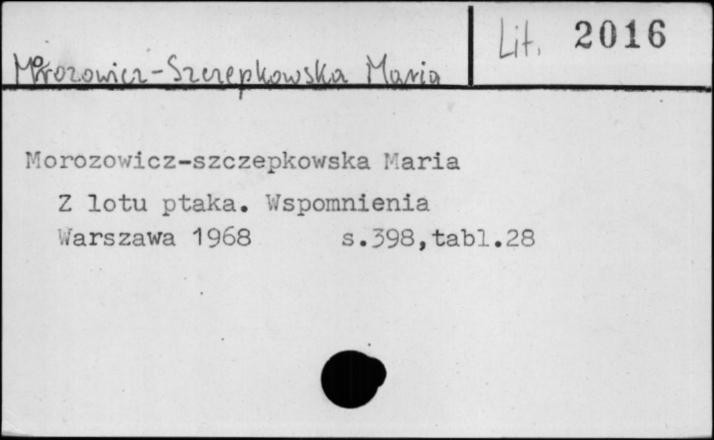 Lit. 2016
Morozowicz-Szczepkowska Maria
Morozowicz-szczepkowska Maria
Z lotu ptaka. Wspomnienia
Warszawa 1968 s.398,tabl.28